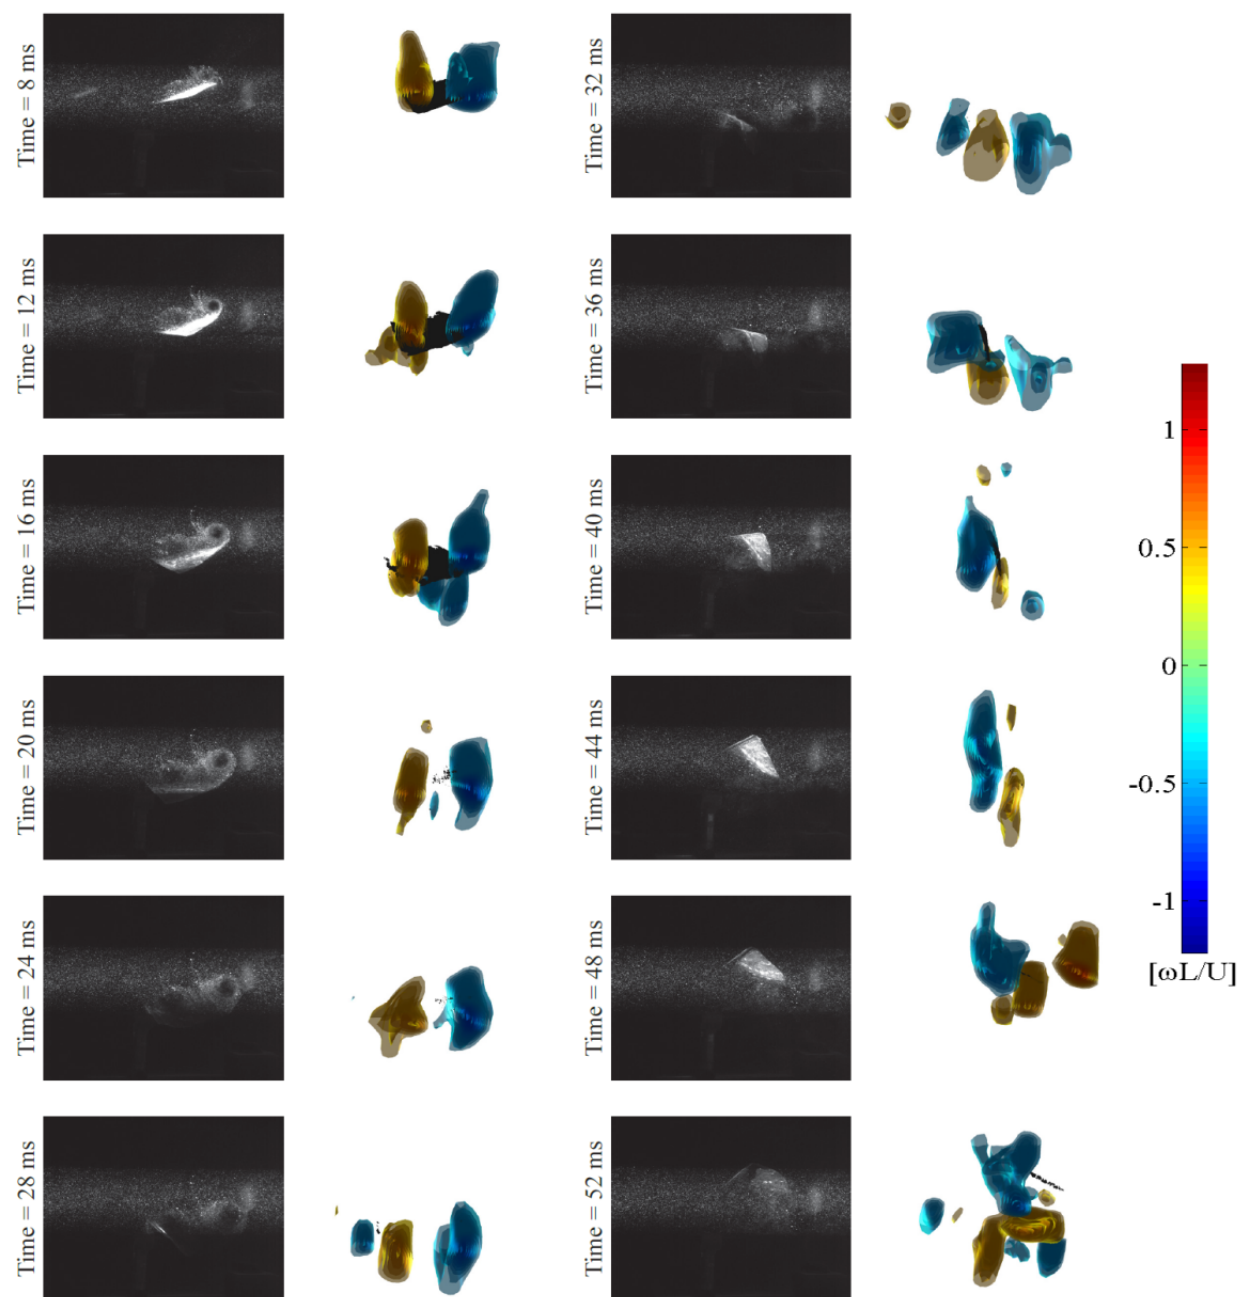 Time = 8 ms
Time = 12 ms
Time = 16 ms
Time = 20 ms
Time = 24 ms
Time = 28 ms
Time = 32 ms
Time = 36 ms
Time = 40 ms
Time = 44 ms
Time = 48 ms
Time = 52 ms
1
0.5
0
-0.5
-1
[ωL/U]